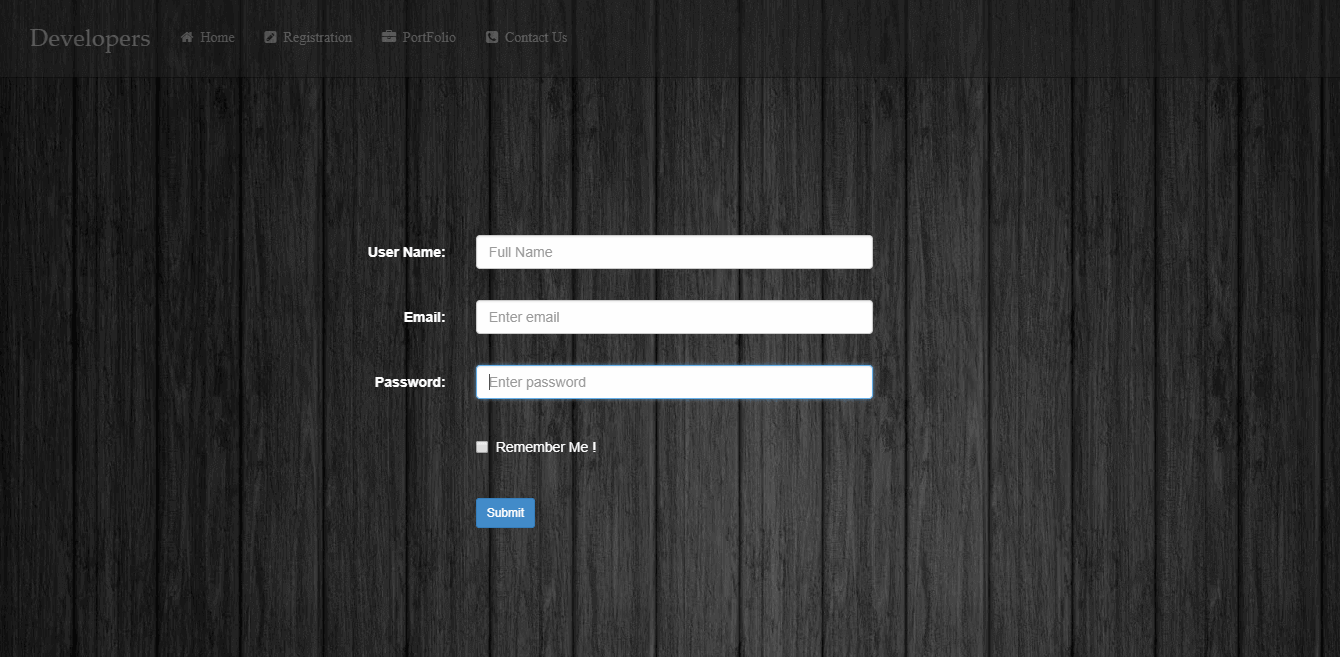 Developers Home Registration PortFolio Contact Us
User Name: Full Name
Email: Enter email
Password: Enter password
Remember Me !
Submit